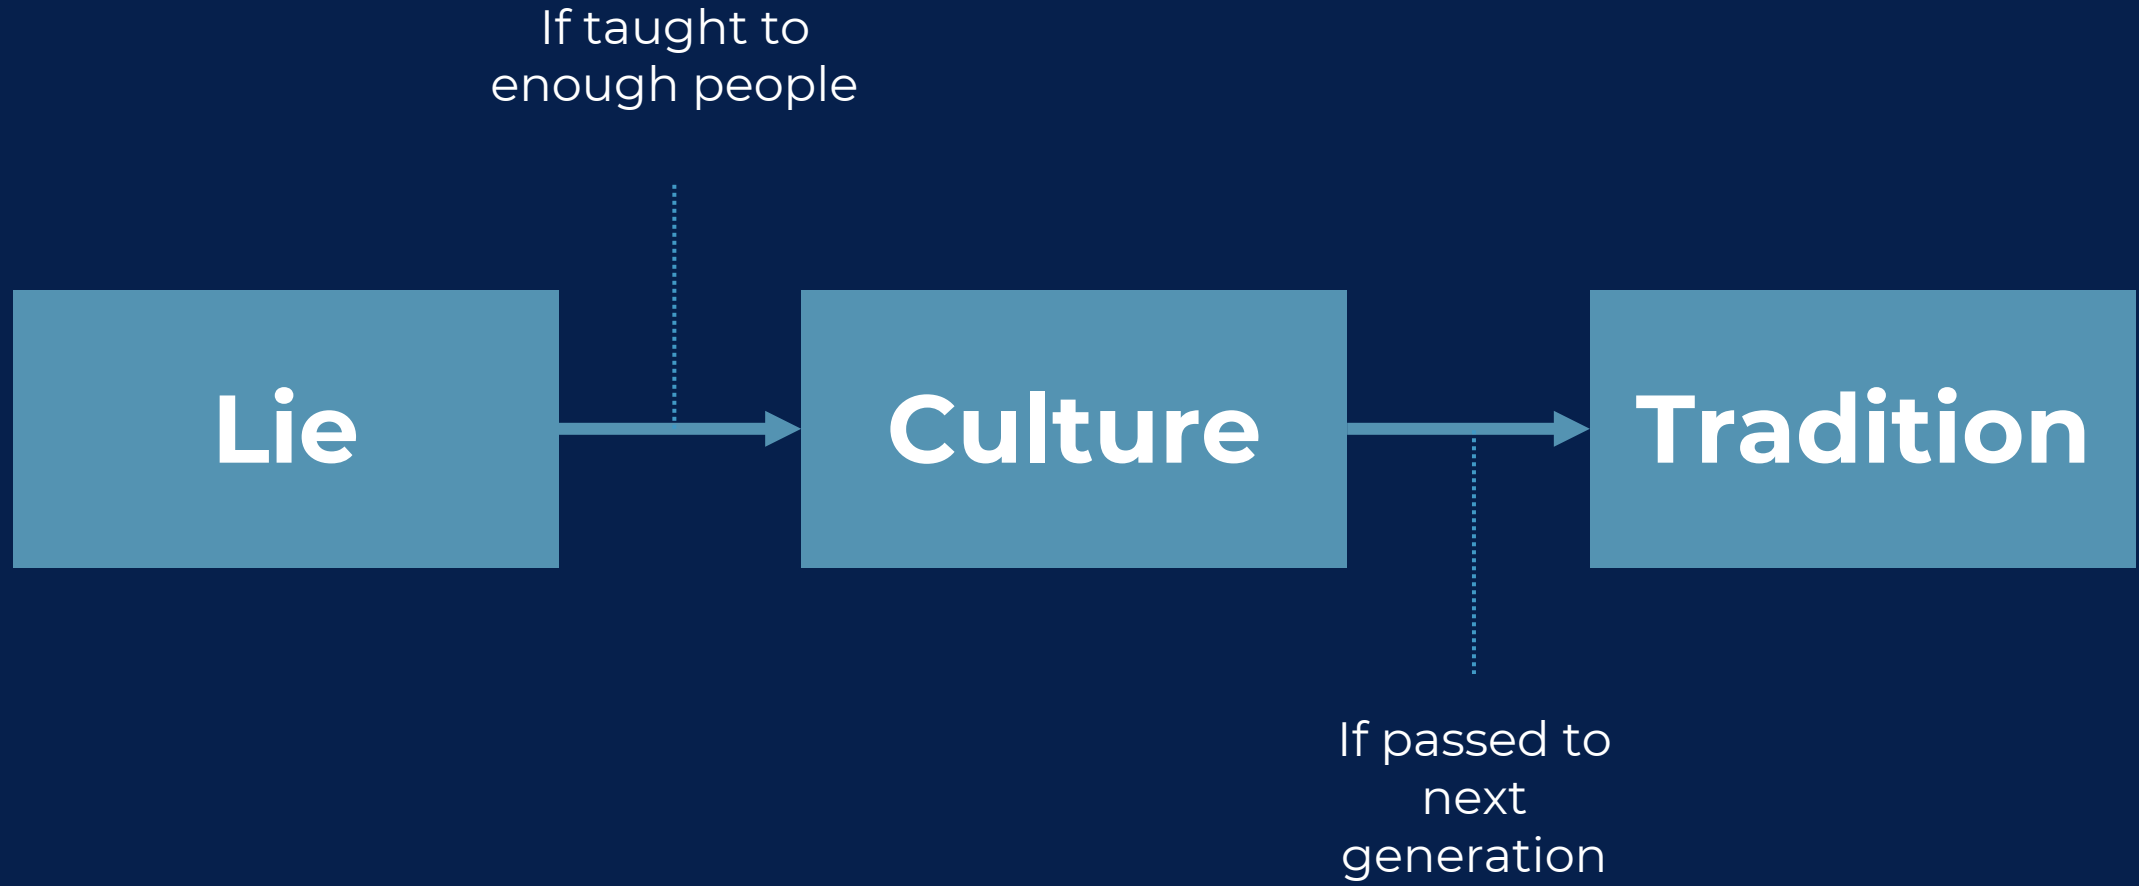 If taught to
enough people
Lie
Culture
Tradition
If passed to
next
generation